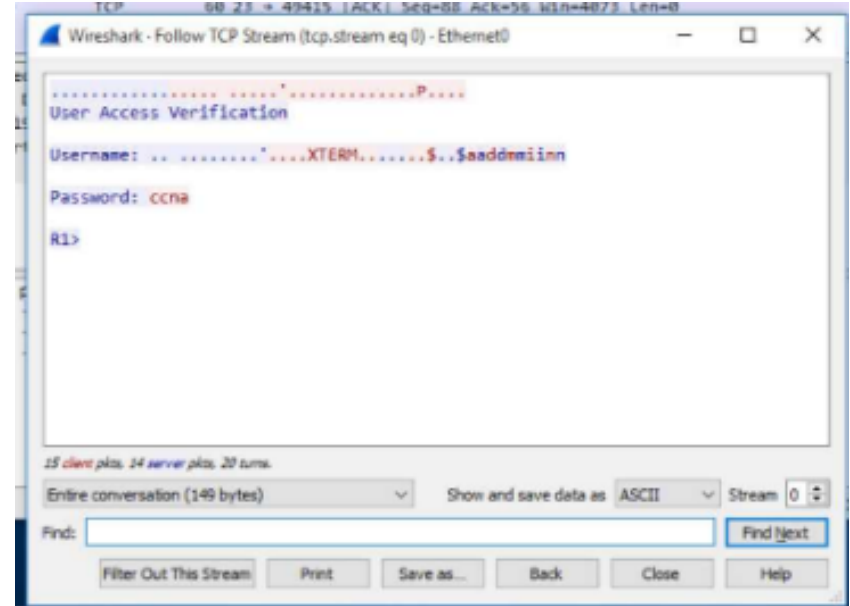 TCP 60 23 → 49415 [ACK] Seq=88 Ack=56 Win=4073 Len=0
Wireshark · Follow TCP Stream (tcp.stream eq 0) · Ethernet0
................. .....'.............P....
User Access Verification
Username: .. ........'....XTERM.......$..$aaddmmiinn
Password: ccna
R1>
15 client pkts, 14 server pkts, 20 turns.
Entire conversation (149 bytes)
Show and save data as ASCII
Stream 0
Find:
Find Next
Filter Out This Stream
Print
Save as...
Back
Close
Help